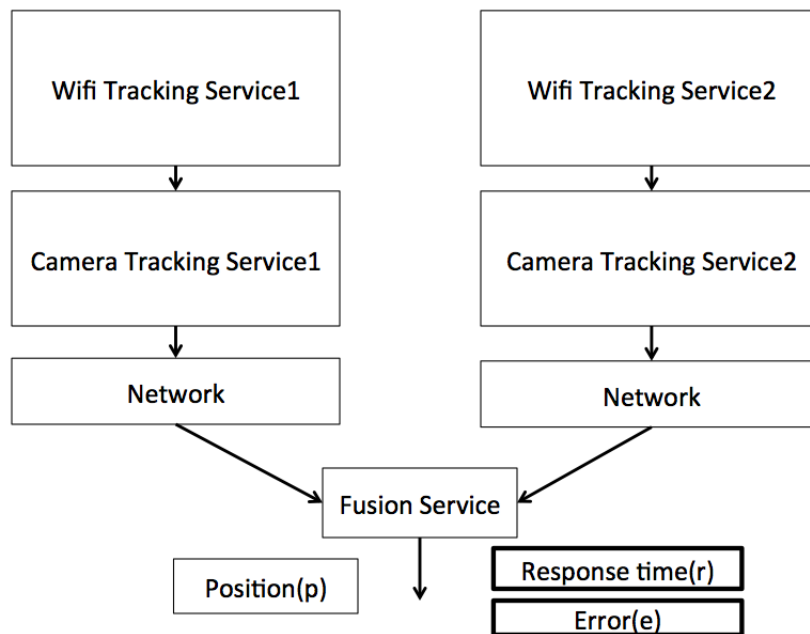 Wifi Tracking Service1
Wifi Tracking Service2
Camera Tracking Service1
Camera Tracking Service2
Network
Network
Fusion Service
Position(p)
Response time(r)
Error(e)